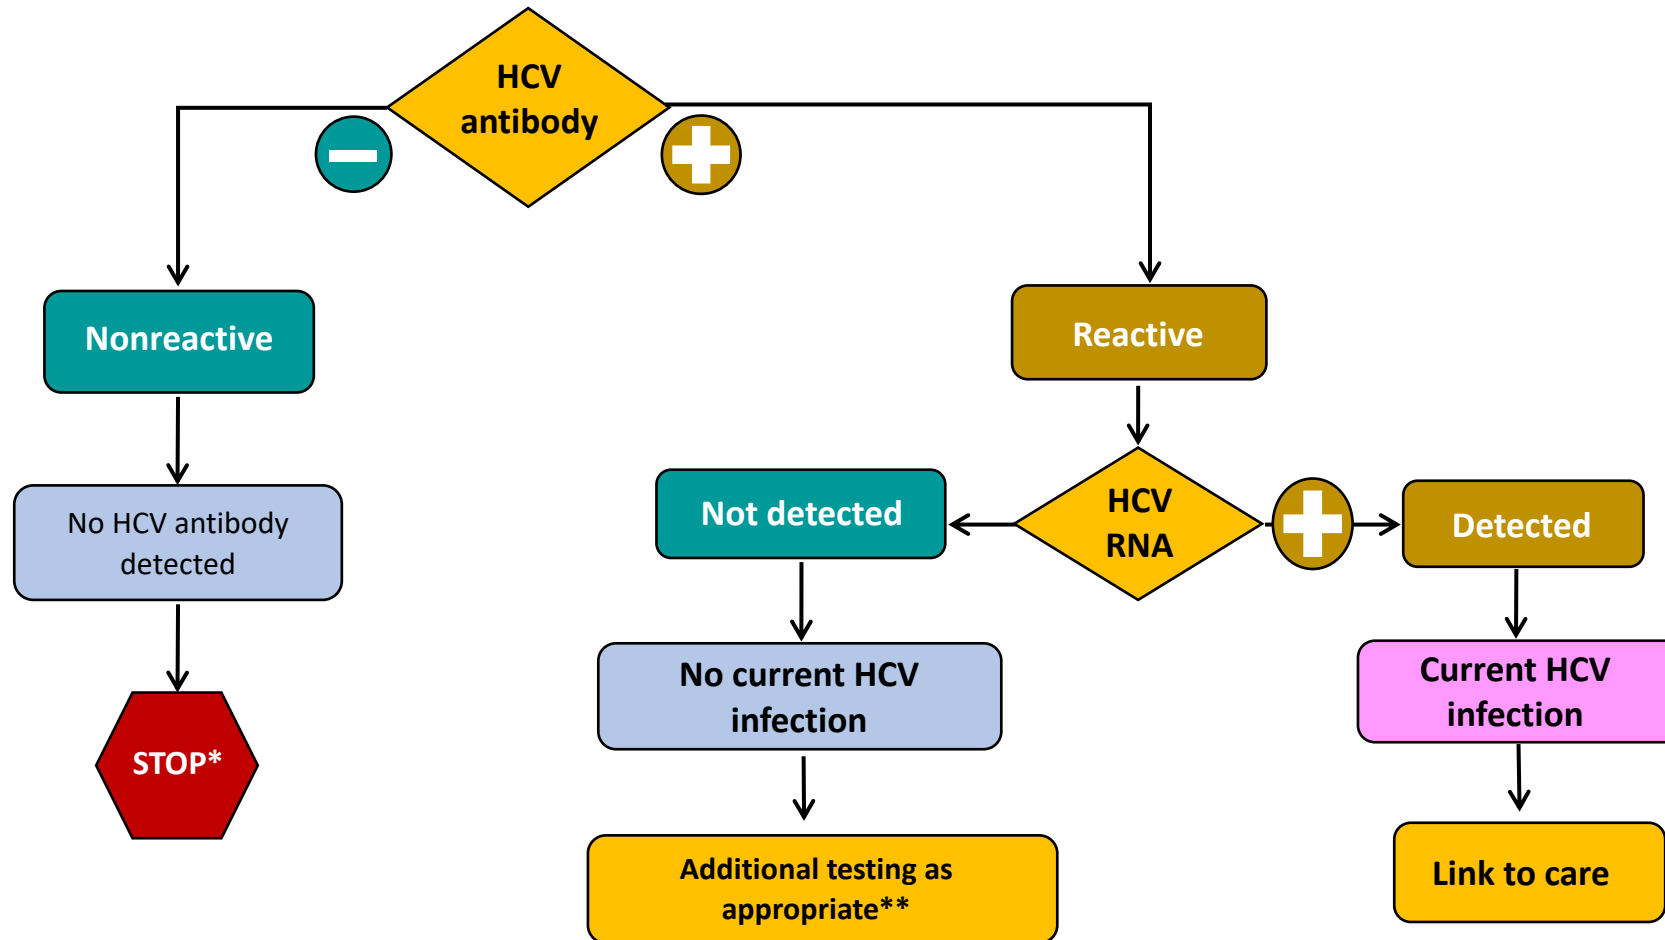 HCV
antibody
Nonreactive
Reactive
No HCV antibody
detected
Not detected
HCV
RNA
Detected
STOP*
No current HCV
infection
Current HCV
infection
Additional testing as
appropriate**
Link to care